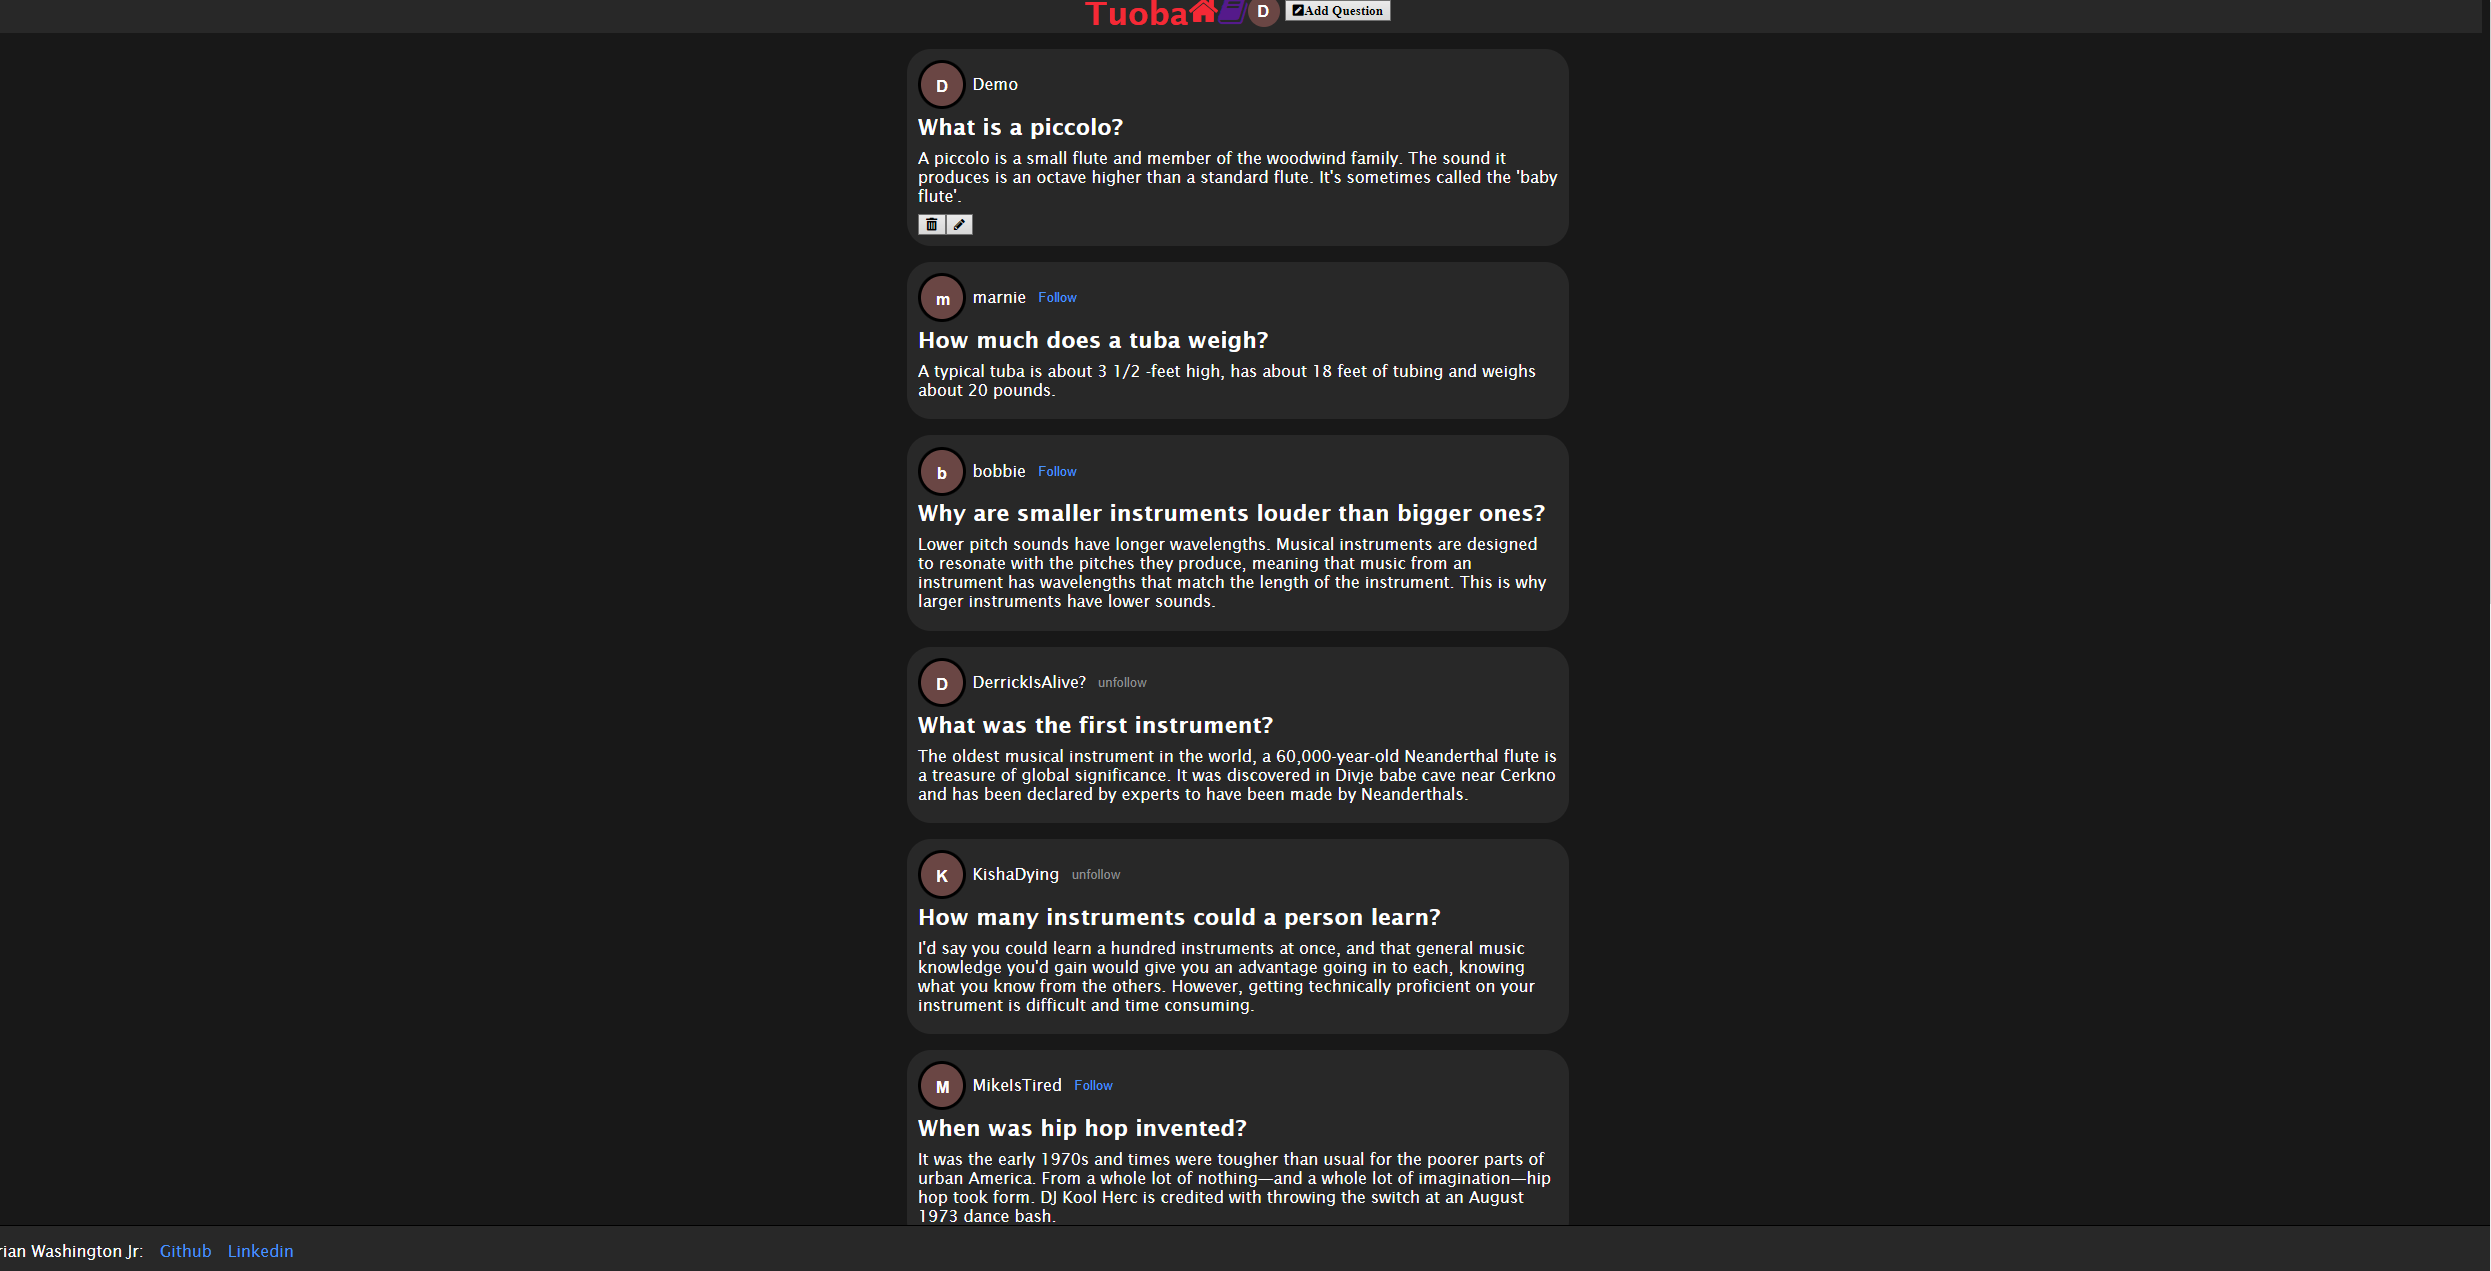 Tuoba D Add Question
D Demo
What is a piccolo?
A piccolo is a small flute and member of the woodwind family. The sound it
produces is an octave higher than a standard flute. It's sometimes called the 'baby
flute'.
m marnie Follow
How much does a tuba weigh?
A typical tuba is about 3 1/2 -feet high, has about 18 feet of tubing and weighs
about 20 pounds.
b bobbie Follow
Why are smaller instruments louder than bigger ones?
Lower pitch sounds have longer wavelengths. Musical instruments are designed
to resonate with the pitches they produce, meaning that music from an
instrument has wavelengths that match the length of the instrument. This is why
larger instruments have lower sounds.
D DerrickIsAlive? unfollow
What was the first instrument?
The oldest musical instrument in the world, a 60,000-year-old Neanderthal flute is
a treasure of global significance. It was discovered in Divje babe cave near Cerkno
and has been declared by experts to have been made by Neanderthals.
K KishaDying unfollow
How many instruments could a person learn?
I'd say you could learn a hundred instruments at once, and that general music
knowledge you'd gain would give you an advantage going in to each, knowing
what you know from the others. However, getting technically proficient on your
instrument is difficult and time consuming.
M MikeIsTired Follow
When was hip hop invented?
It was the early 1970s and times were tougher than usual for the poorer parts of
urban America. From a whole lot of nothing—and a whole lot of imagination—hip
hop took form. DJ Kool Herc is credited with throwing the switch at an August
1973 dance bash.
rian Washington Jr: Github Linkedin